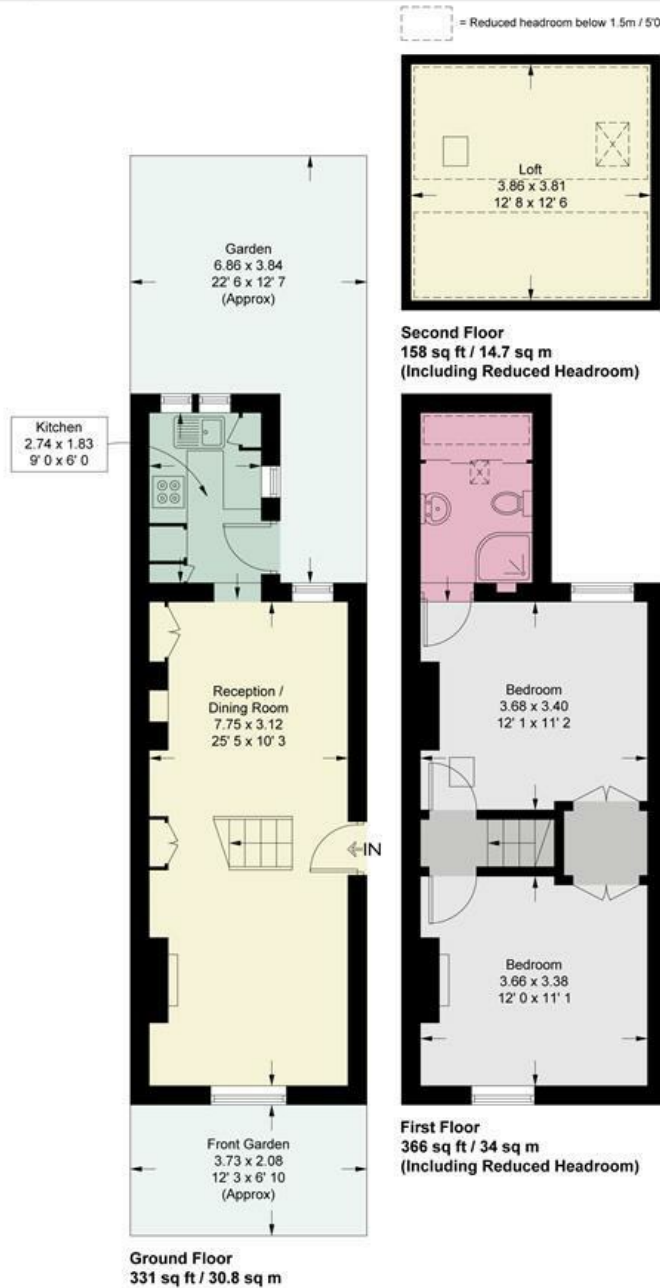 = Reduced headroom below 1.5m / 5'0
Loft
3.86 x 3.81
12' 8 x 12' 6
Second Floor
158 sq ft / 14.7 sq m
(Including Reduced Headroom)
Garden
6.86 x 3.84
22' 6 x 12' 7
(Approx)
Kitchen
2.74 x 1.83
9' 0 x 6' 0
Reception /
Dining Room
7.75 x 3.12
25' 5 x 10' 3
IN
Front Garden
3.73 x 2.08
12' 3 x 6' 10
(Approx)
Ground Floor
331 sq ft / 30.8 sq m
Bedroom
3.68 x 3.40
12' 1 x 11' 2
Bedroom
3.66 x 3.38
12' 0 x 11' 1
First Floor
366 sq ft / 34 sq m
(Including Reduced Headroom)